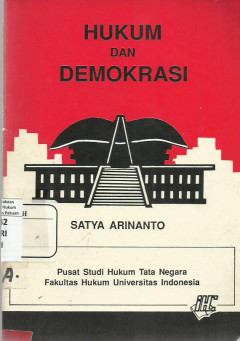 HUKUM
DAN
DEMOKRASI
SATYA ARINANTO
A.
Pusat Studi Hukum Tata Negara
Fakultas Hukum Universitas Indonesia